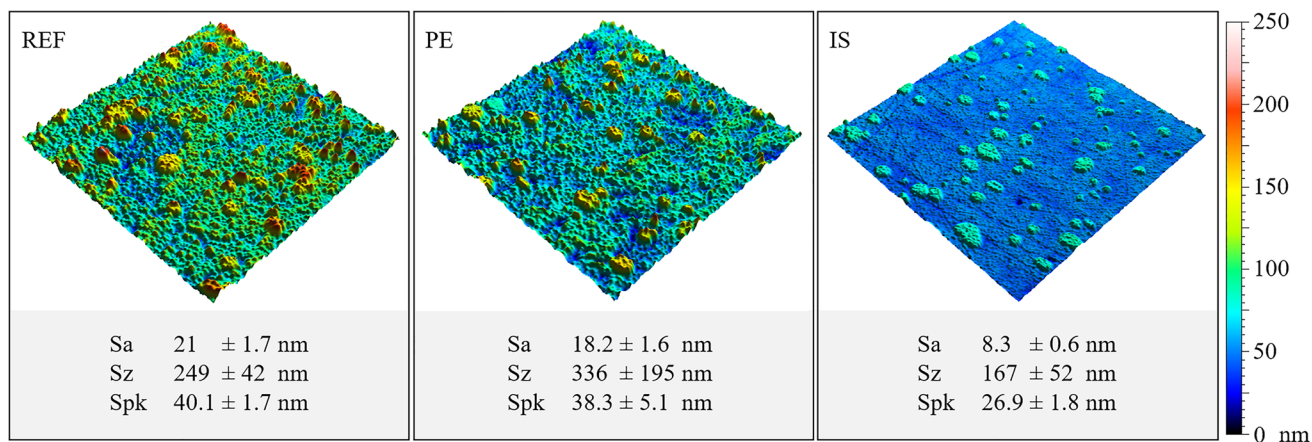 REF
Sa 21 ± 1.7 nm
Sz 249 ± 42 nm
Spk 40.1 ± 1.7 nm
PE
Sa 18.2 ± 1.6 nm
Sz 336 ± 195 nm
Spk 38.3 ± 5.1 nm
IS
Sa 8.3 ± 0.6 nm
Sz 167 ± 52 nm
Spk 26.9 ± 1.8 nm
250
200
150
100
50
0 nm